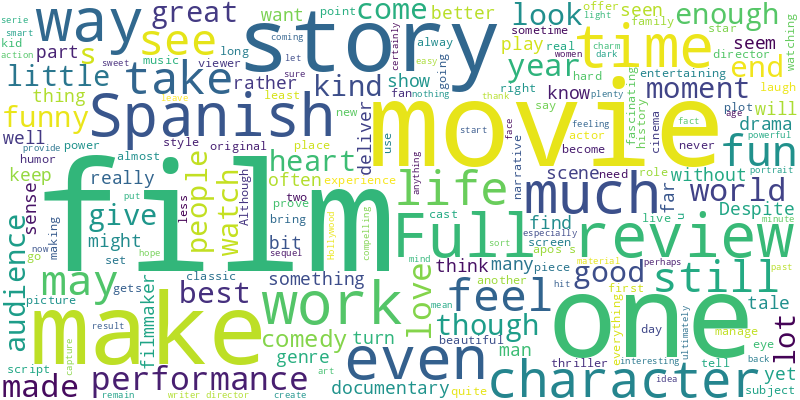 serie
smart
kid
action
way
great
see
s
part
little
take
thing
funny
music
sweet
long
viewer
rather
story
coming
let
sure
least
want
kind
point
sometime
certainly
fan
come
show
alway
going
easy
nothing
better
look
seen
play
real
time
year
right
thank
offer
light
family
star
women
hard
say
know
charm
dark
director
seem
enough
end
moment
plenty
entertaining
watching
laugh
plot
will
Spanish
movie
deliver
new
use
start
face
feeling
actor
become
fact
age
cinema
never
fascinating
history
drama
powerful
fun
well
provide
power
humor
keep
sense
leave
style
original
almost
really
people
place
heart
often
two
experience
prove
less
Although
film
life
anything
narrative
much
scene
need
role
without
world
portrait
far
Despite
put
give
might
watch
bring
bit
Hollywood
compelling
Full
cast
sort
especially
screen
find
live
u
review
minute
audience
go
now
making
set
hope
gets
classic
sequel
something
love
mind
think
many
apos s
piece
another
good
still
tale
perhaps
past
may
picture
best
filmmaker
work
feel
first
material
hit
everything
day
ultimately
manage
lot
make
result
comedy
turn
beautiful
mean
though
man
one
eye
back
yet
script
capture
genre
even
thriller
interesting
tell
idea
made
performance
art
documentary
quite
character
subject
remain
writer director
create